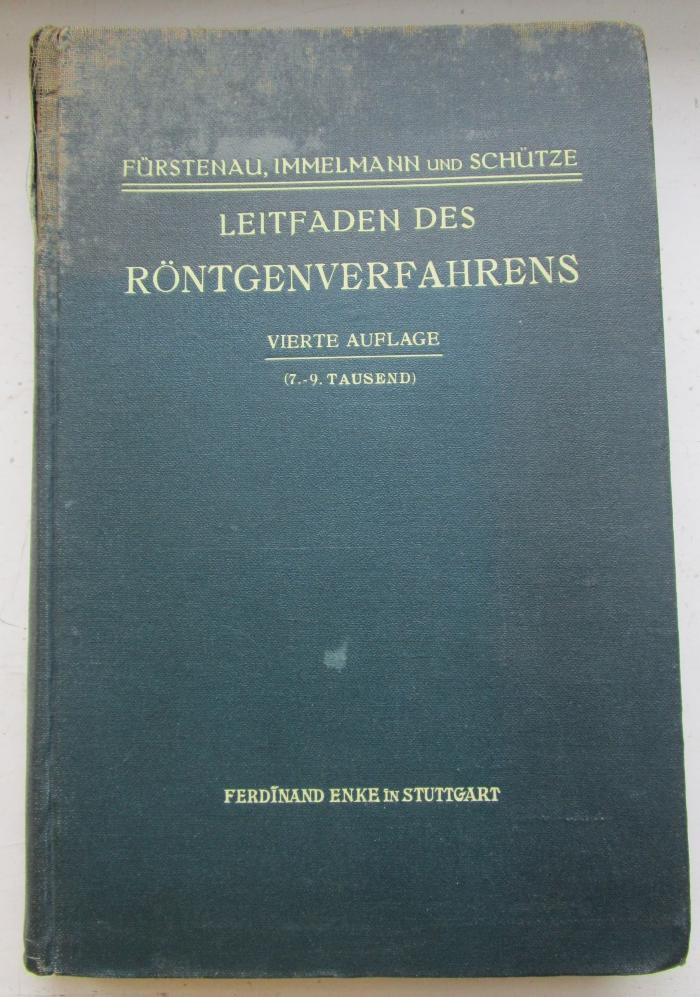 FÜRSTENAU, IMMELMANN UND SCHÜTZE
LEITFADEN DES
RÖNTGENVERFAHRENS
VIERTE AUFLAGE
(7.-9. TAUSEND)
FERDINAND ENKE IN STUTTGART